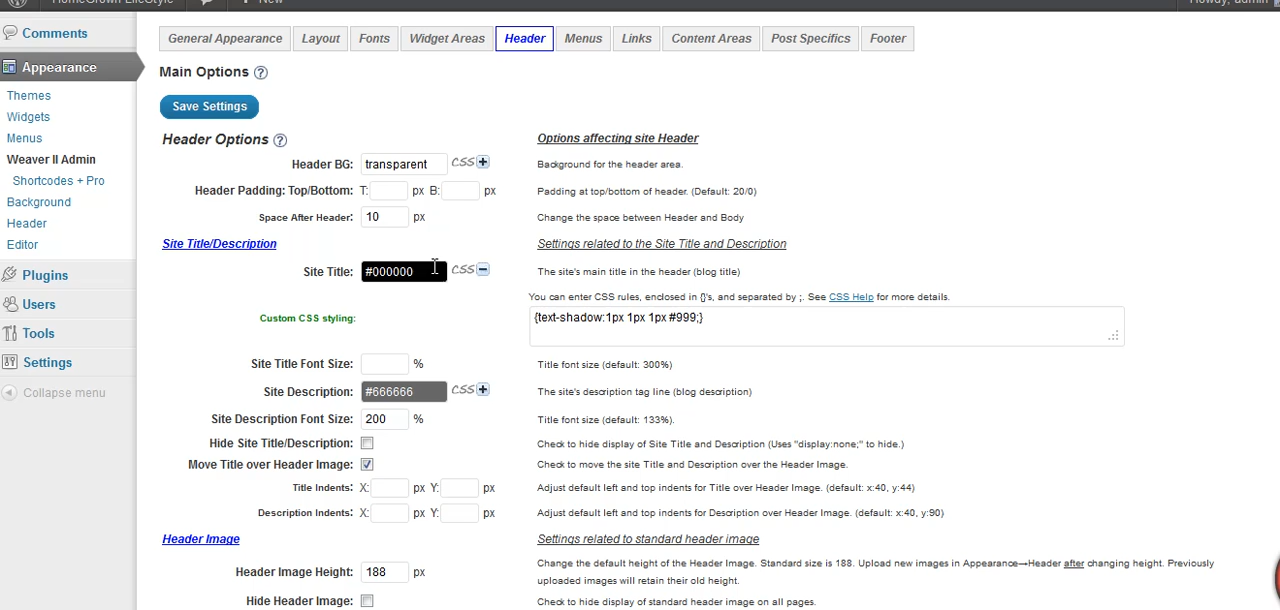 HomeGrown LifeStyle
New
Howdy, admin
Comments
Appearance
Themes
Widgets
Menus
Weaver II Admin
Shortcodes + Pro
Background
Header
Editor
Plugins
Users
Tools
Settings
Collapse menu
General Appearance Layout Fonts Widget Areas Header Menus Links Content Areas Post Specifics Footer
Main Options ?
Save Settings
Header Options ? Options affecting site Header
Header BG: transparent CSS+ Background for the header area.
Header Padding: Top/Bottom: T: px B: px Padding at top/bottom of header. (Default: 20/0)
Space After Header: 10 px Change the space between Header and Body
Site Title/Description Settings related to the Site Title and Description
Site Title: #000000 CSS− The site's main title in the header (blog title)
You can enter CSS rules, enclosed in {}'s, and separated by ;. See CSS Help for more details.
Custom CSS styling: {text-shadow:1px 1px 1px #999;}
Site Title Font Size: % Title font size (default: 300%)
Site Description: #666666 CSS+ The site's description tag line (blog description)
Site Description Font Size: 200 % Title font size (default: 133%).
Hide Site Title/Description: Check to hide display of Site Title and Description (Uses "display:none;" to hide.)
Move Title over Header Image: Check to move the site Title and Description over the Header Image.
Title Indents: X: px Y: px Adjust default left and top indents for Title over Header Image. (default: x:40, y:44)
Description Indents: X: px Y: px Adjust default left and top indents for Description over Header Image. (default: x:40, y:90)
Header Image Settings related to standard header image
Header Image Height: 188 px Change the default height of the Header Image. Standard size is 188. Upload new images in Appearance→Header after changing height. Previously
uploaded images will retain their old height.
Hide Header Image: Check to hide display of standard header image on all pages.